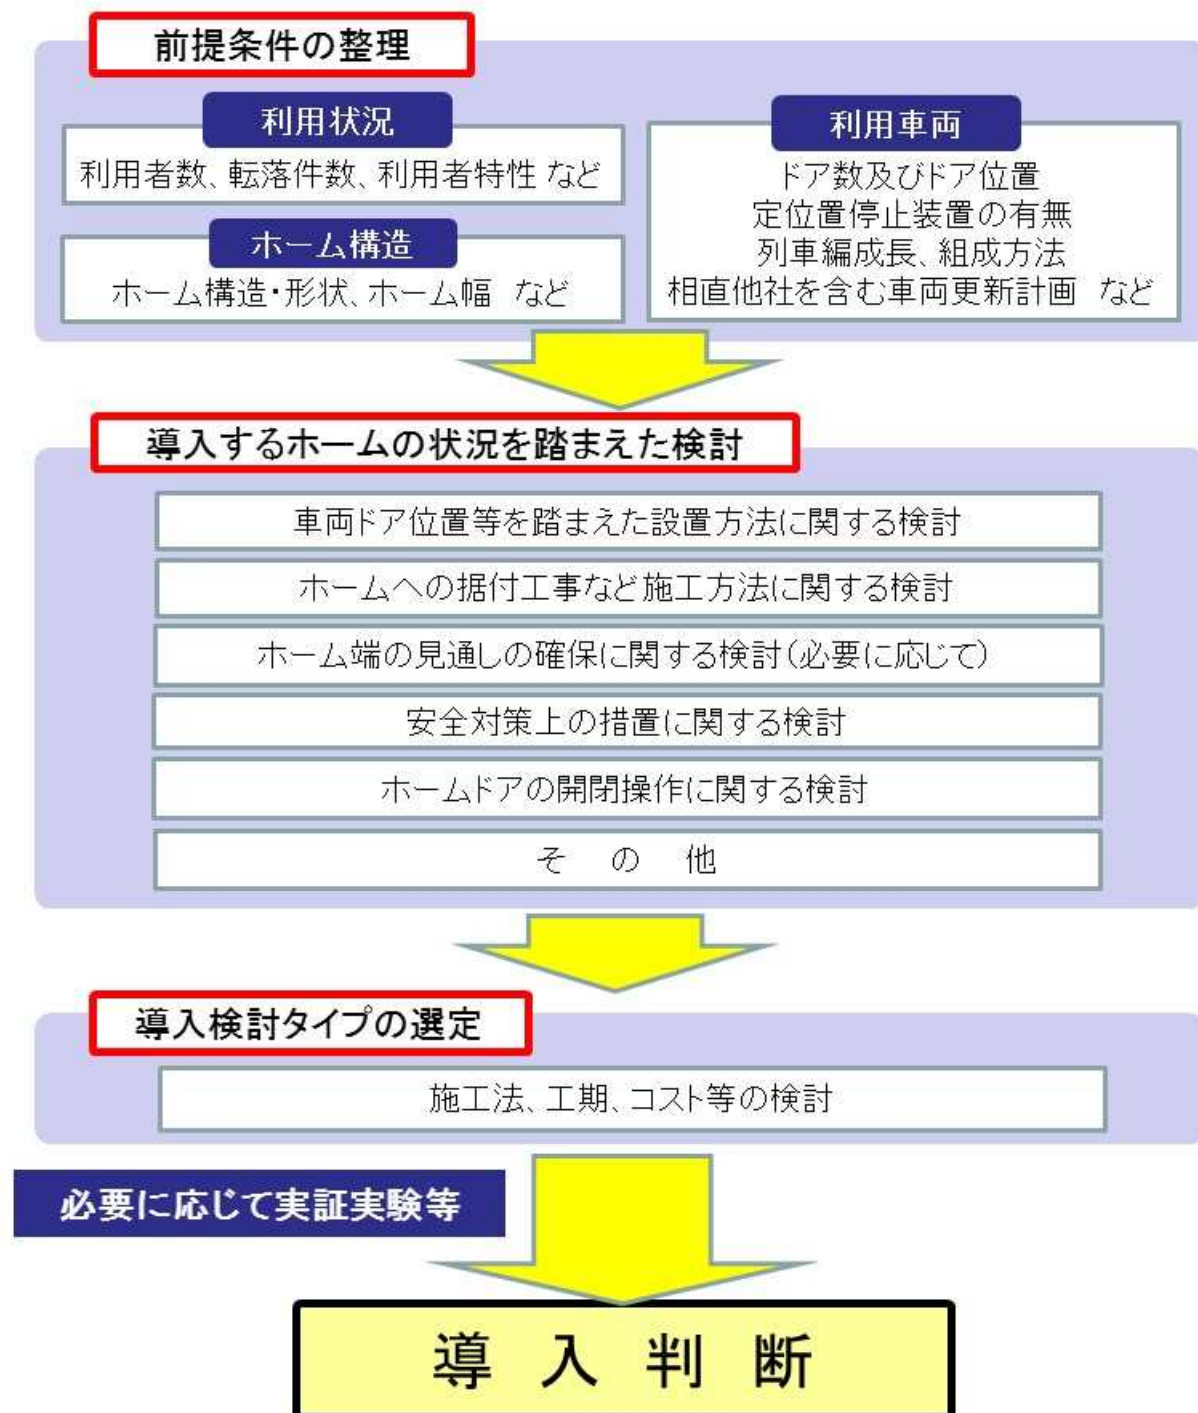 前提条件の整理
利用状況
利用者数、転落件数、利用者特性 など
ホーム構造
ホーム構造・形状、ホーム幅 など
利用車両
ドア数及びドア位置
定位置停止装置の有無
列車編成長、組成方法
相直他社を含む車両更新計画 など
導入するホームの状況を踏まえた検討
車両ドア位置等を踏まえた設置方法に関する検討
ホームへの据付工事など施工方法に関する検討
ホーム端の見通しの確保に関する検討(必要に応じて)
安全対策上の措置に関する検討
ホームドアの開閉操作に関する検討
そ の 他
導入検討タイプの選定
施工法、工期、コスト等の検討
必要に応じて実証実験等
導 入 判 断